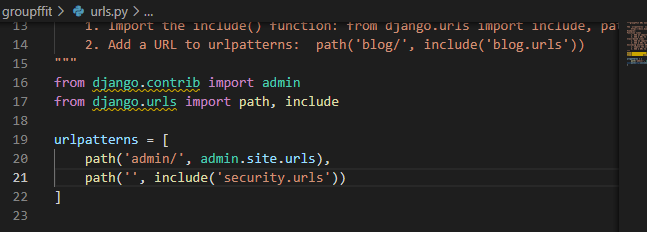 groupffit > urls.py > ...
13 1. Import the include() function: from django.urls import include, pa
14 2. Add a URL to urlpatterns: path('blog/', include('blog.urls'))
15 """
16 from django.contrib import admin
17 from django.urls import path, include
18
19 urlpatterns = [
20 path('admin/', admin.site.urls),
21 path('', include('security.urls'))
22 ]
23